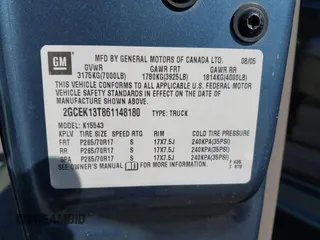 GM
MFD BY GENERAL MOTORS OF CANADA LTD. 08/05
GVWR GAWR FRT GAWR RR
3175KG(7000LB) 1780KG(3925LB) 1814KG(4000LB)
THIS VEHICLE CONFORMS TO ALL APPLICABLE U.S. FEDERAL MOTOR
VEHICLE SAFETY STANDARDS IN EFFECT ON THE DATE OF
MANUFACTURE SHOWN ABOVE.
2GCEK13T861148180 TYPE: TRUCK
MODEL: K15543
KPLV TIRE SIZE SPEED RTG RIM COLD TIRE PRESSURE
FRT P265/70R17 S 17X7.5J 240KPA(35PSI)
RR P265/70R17 S 17X7.5J 240KPA(35PSI)
SPA P265/70R17 S 17X7.5J 240KPA(35PSI)
SEE OWNER'S MANUAL FOR ADDITIONAL INFORMATION.